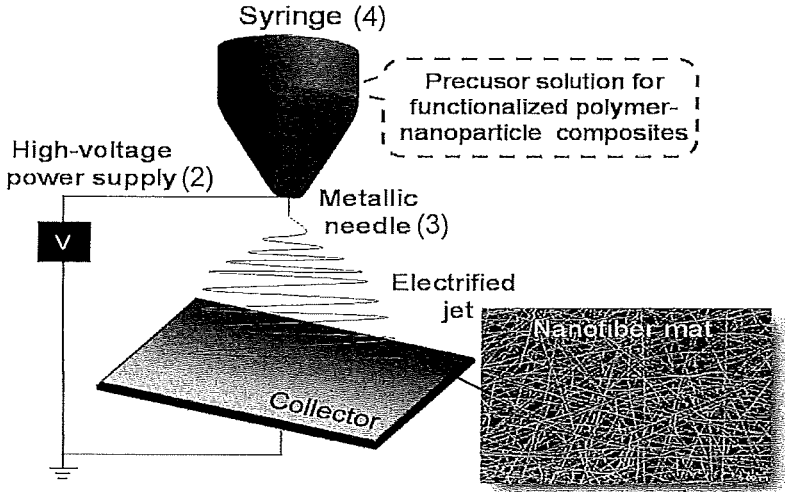 Syringe (4)
Precusor solution for
functionalized polymer-
nanoparticle composites
High-voltage
power supply (2)
V
Metallic
needle (3)
Electrified
jet
Nanofiber mat
Collector